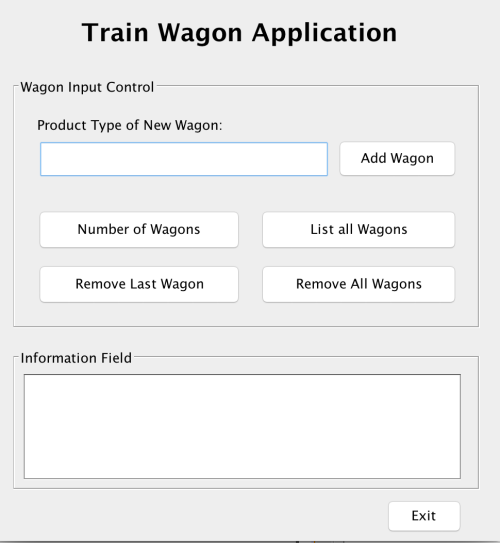 Train Wagon Application
Wagon Input Control
Product Type of New Wagon:
Add Wagon
Number of Wagons
List all Wagons
Remove Last Wagon
Remove All Wagons
Information Field
Exit